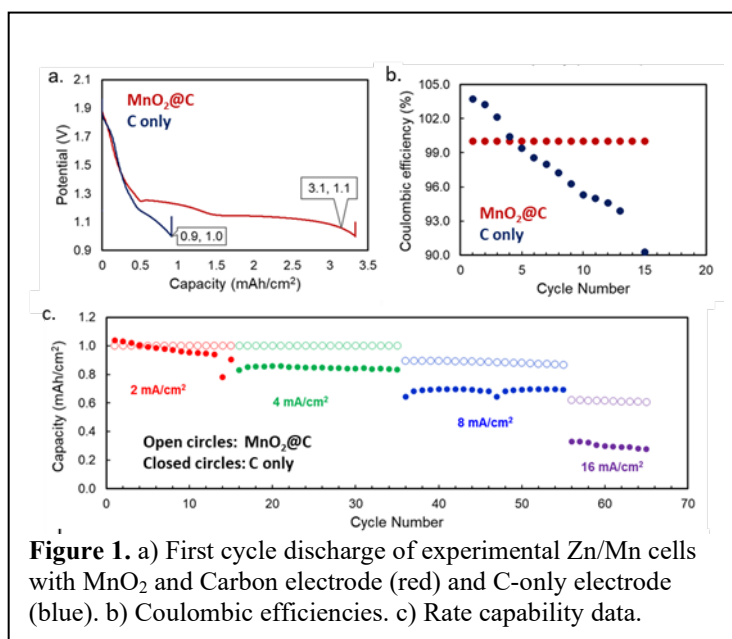 a.
2.1
1.9
1.7
1.5
1.3
1.1
0.9
Potential (V)
MnO₂@C
C only
3.1, 1.1
0.9, 1.0
0 0.5 1 1.5 2 2.5 3 3.5
Capacity (mAh/cm²)
b.
105.0
102.0
99.0
96.0
93.0
90.0
Coulombic efficiency (%)
MnO₂@C
C only
0 5 10 15 20
Cycle Number
c.
1.2
1.0
0.8
0.6
0.4
0.2
0.0
Capacity (mAh/cm²)
2 mA/cm²
4 mA/cm²
8 mA/cm²
16 mA/cm²
Open circles: MnO₂@C
Closed circles: C only
0 10 20 30 40 50 60 70
Cycle Number
Figure 1. a) First cycle discharge of experimental Zn/Mn cells
with MnO₂ and Carbon electrode (red) and C-only electrode
(blue). b) Coulombic efficiencies. c) Rate capability data.